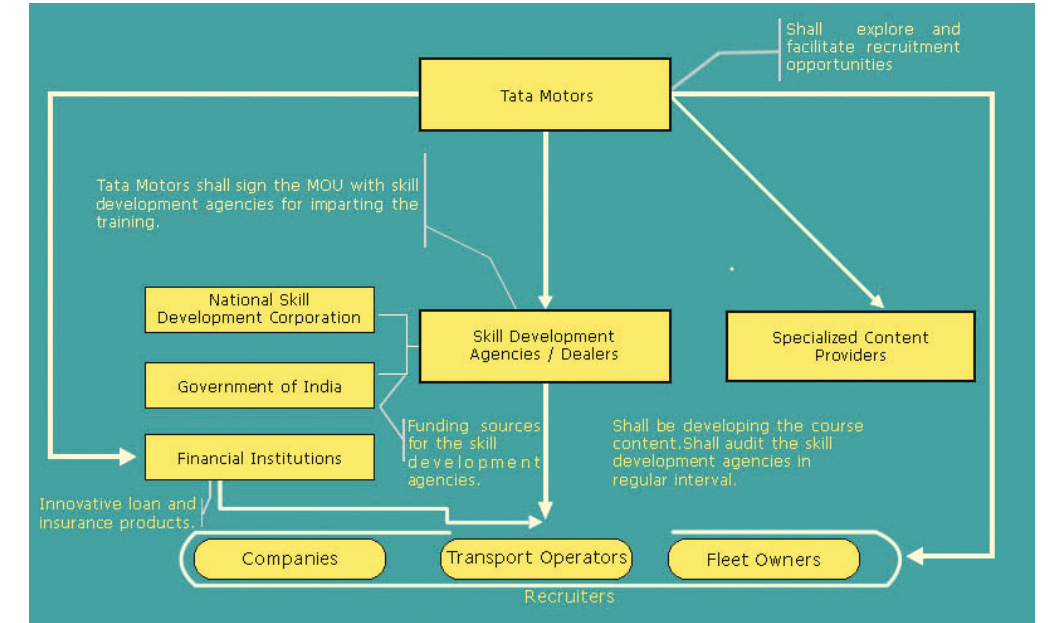 Shall explore and
facilitate recruitment
opportunities
Tata Motors
Tata Motors shall sign the MOU with skill
development agencies for imparting the
training.
National Skill
Development Corporation
Skill Development
Agencies / Dealers
Specialized Content
Providers
Government of India
Funding sources
for the skill
development
agencies.
Shall be developing the course
content.Shall audit the skill
development agencies in
regular interval.
Financial Institutions
Innovative loan and
insurance products.
Companies
Transport Operators
Fleet Owners
Recruiters